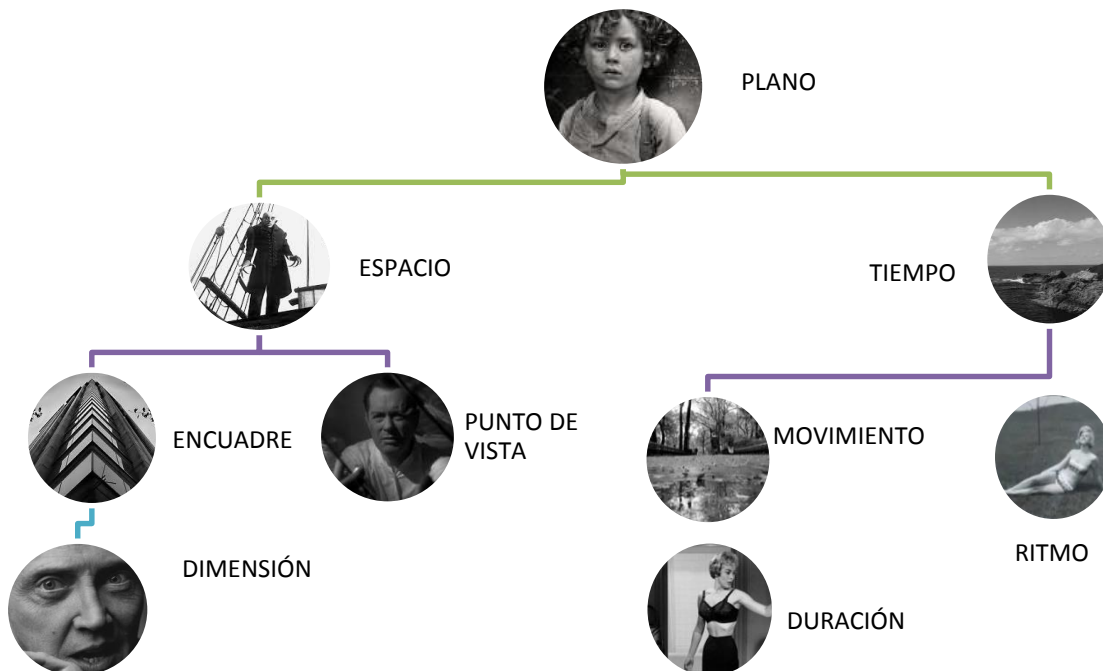 PLANO
ESPACIO
TIEMPO
ENCUADRE
PUNTO DE
VISTA
MOVIMIENTO
RITMO
DIMENSIÓN
DURACIÓN